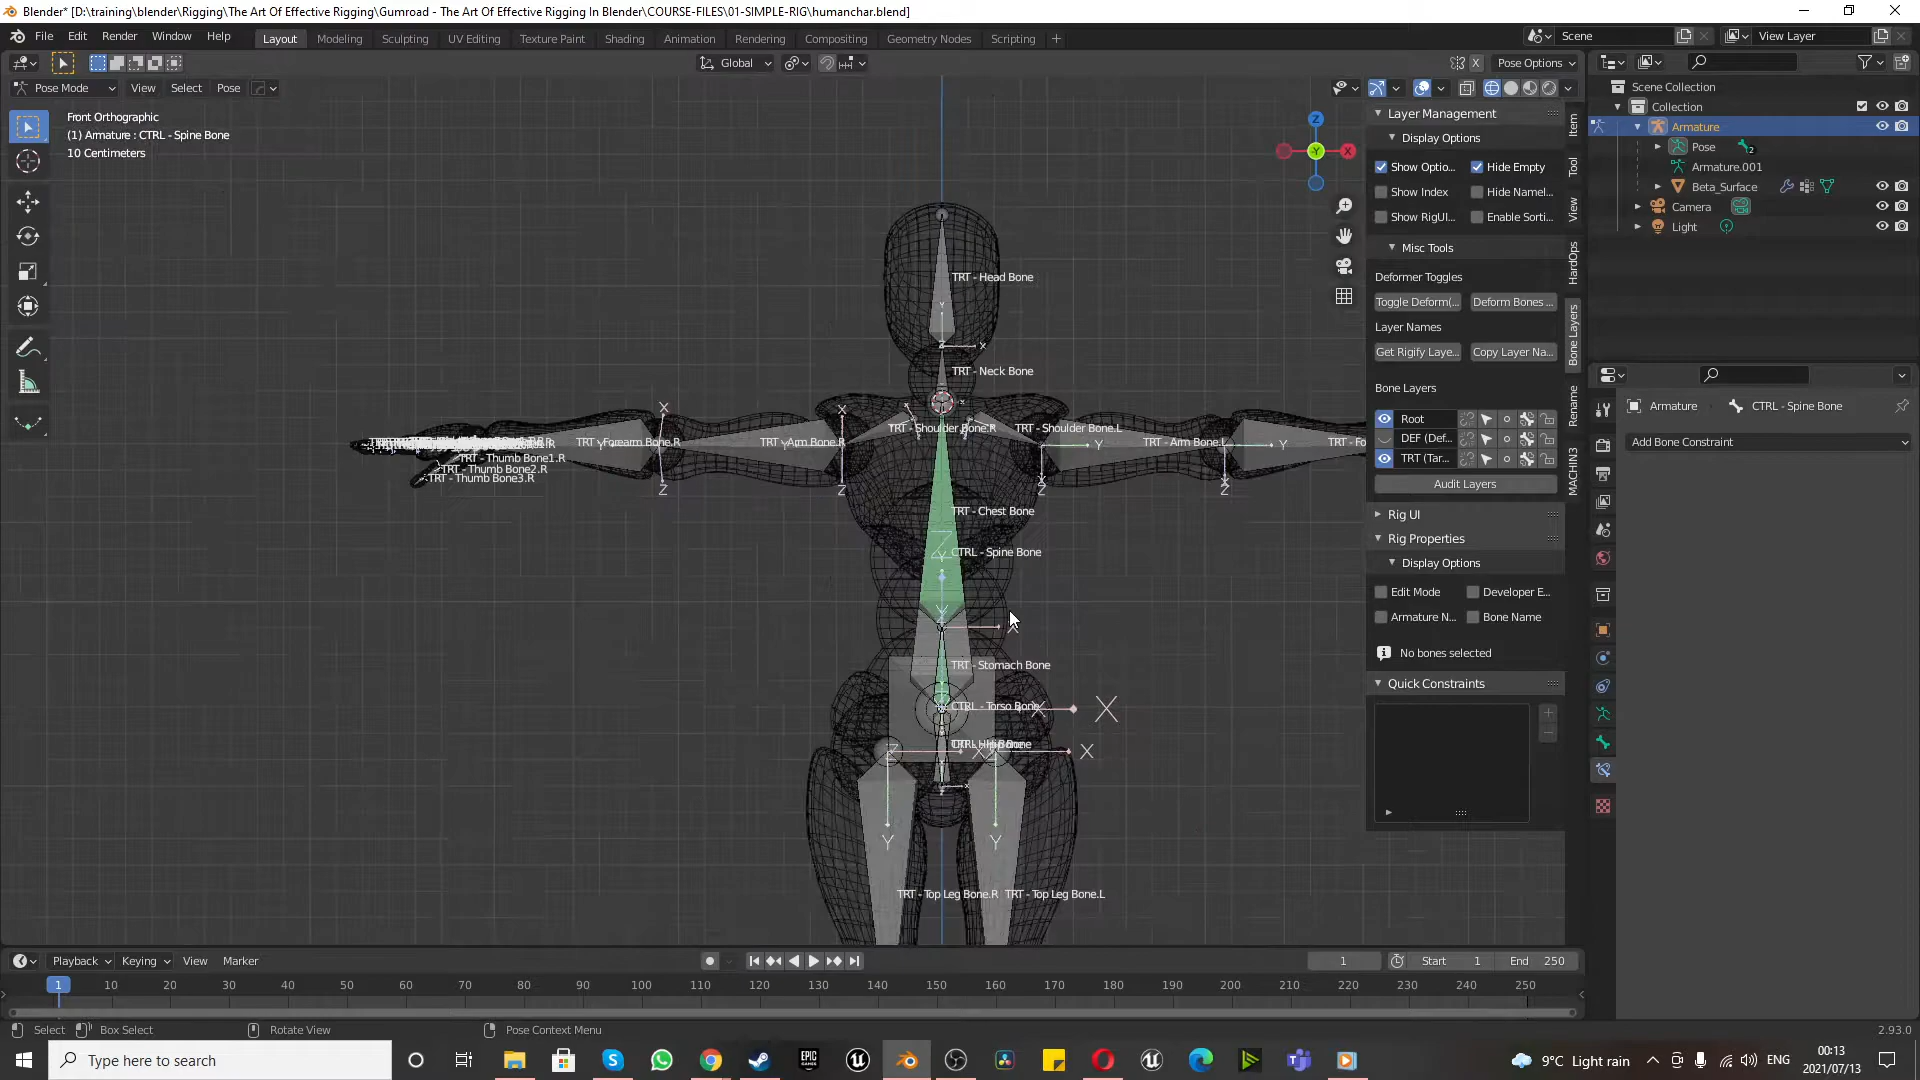 Blender* [D:\training\blender\Rigging\The Art Of Effective Rigging\Gumroad - The Art Of Effective Rigging In Blender\COURSE-FILES\01-SIMPLE-RIG\humanchar.blend]
File Edit Render Window Help Layout Modeling Sculpting UV Editing Texture Paint Shading Animation Rendering Compositing Geometry Nodes Scripting + Scene View Layer
Global X Pose Options
Pose Mode View Select Pose
Front Orthographic
(1) Armature : CTRL - Spine Bone
10 Centimeters
Z
-Y
X
TRT - Head Bone
TRT - Neck Bone
TRT - Shoulder Bone.R
TRT - Shoulder Bone.L
TRT - Forearm Bone.R
TRT - Arm Bone.R
TRT - Arm Bone.L
TRT - Fo
TRT - Thumb Bone1.R
TRT - Thumb Bone2.R
TRT - Thumb Bone3.R
TRT - Chest Bone
CTRL - Spine Bone
TRT - Stomach Bone
CTRL - Torso Bone
TRT - Top Leg Bone.R
TRT - Top Leg Bone.L
Layer Management
Display Options
Show Optio... Hide Empty
Show Index Hide Namel...
Show RigUI... Enable Sorti...
Misc Tools
Deformer Toggles
Toggle Deform(... Deform Bones ...
Layer Names
Get Rigify Laye... Copy Layer Na...
Bone Layers
Root
DEF (Def...
TRT (Tar...
Audit Layers
Rig UI
Rig Properties
Display Options
Edit Mode Developer E...
Armature N... Bone Name
No bones selected
Quick Constraints
Item
Tool
View
HardOps
Bone Layers
Rename
MACHIN3
Scene Collection
Collection
Armature
Pose 2
Armature.001
Beta_Surface
Camera
Light
Armature CTRL - Spine Bone
Add Bone Constraint
Playback Keying View Marker 1 Start 1 End 250
1 10 20 30 40 50 60 70 80 90 100 110 120 130 140 150 160 170 180 190 200 210 220 230 240 250
Select Box Select Rotate View Pose Context Menu 2.93.0
Type here to search
9°C Light rain ENG 00:13
2021/07/13